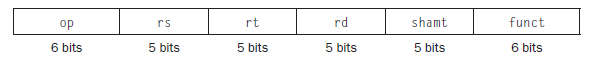 op rs rt rd shamt funct
6 bits 5 bits 5 bits 5 bits 5 bits 6 bits